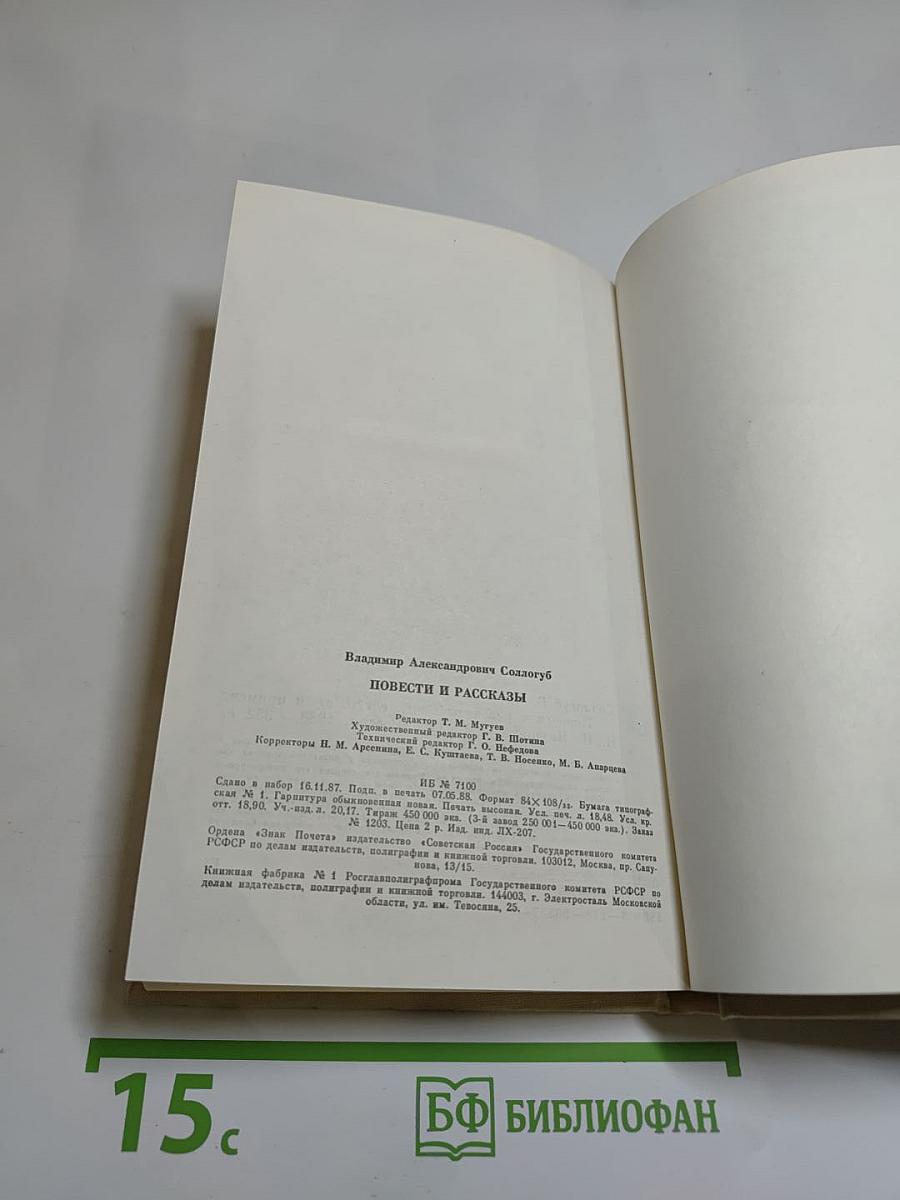 Владимир Александрович Соллогуб
ПОВЕСТИ И РАССКАЗЫ
Редактор Т. М. Мугуев
Художественный редактор Г. В. Шотина
Технический редактор Г. О. Нефедова
Корректоры Н. М. Арсенина, Е. С. Куштаева, Т. В. Носенко, М. Б. Апарцева
ИБ № 7100
Сдано в набор 16.11.87. Подп. в печать 07.05.88. Формат 84×108/32. Бумага типограф-
ская № 1. Гарнитура обыкновенная новая. Печать высокая. Усл. печ. л. 18,48. Усл. кр.
отт. 18,90. Уч.-изд. л. 20,17. Тираж 450 000 экз. (3-й завод 250 001—450 000 экз.). Заказ
№ 1203. Цена 2 р. Изд. инд. ЛХ-207.
Ордена «Знак Почета» издательство «Советская Россия» Государственного комитета
РСФСР по делам издательств, полиграфии и книжной торговли. 103012, Москва, пр. Сапу-
нова, 13/15.
Книжная фабрика № 1 Росглавполиграфпрома Государственного комитета РСФСР по
делам издательств, полиграфии и книжной торговли. 144003, г. Электросталь Московской
области, ул. им. Тевосяна, 25.
15 с
БФ БИБЛИОФАН